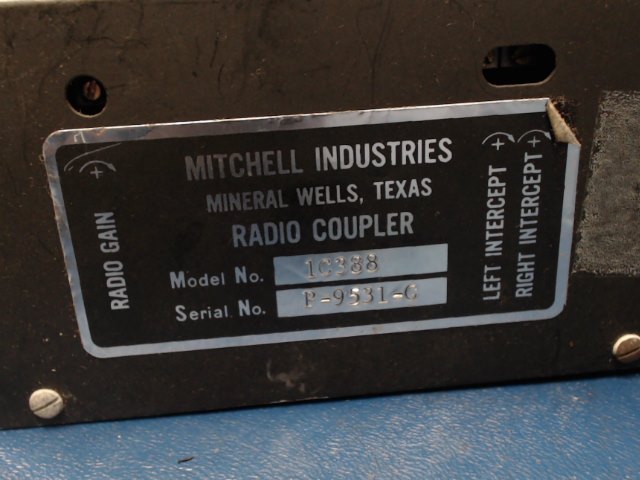 MITCHELL INDUSTRIES
MINERAL WELLS, TEXAS
RADIO COUPLER
Model No. 1C388
Serial No. P-9531-G
RADIO GAIN
+
LEFT INTERCEPT +
RIGHT INTERCEPT +